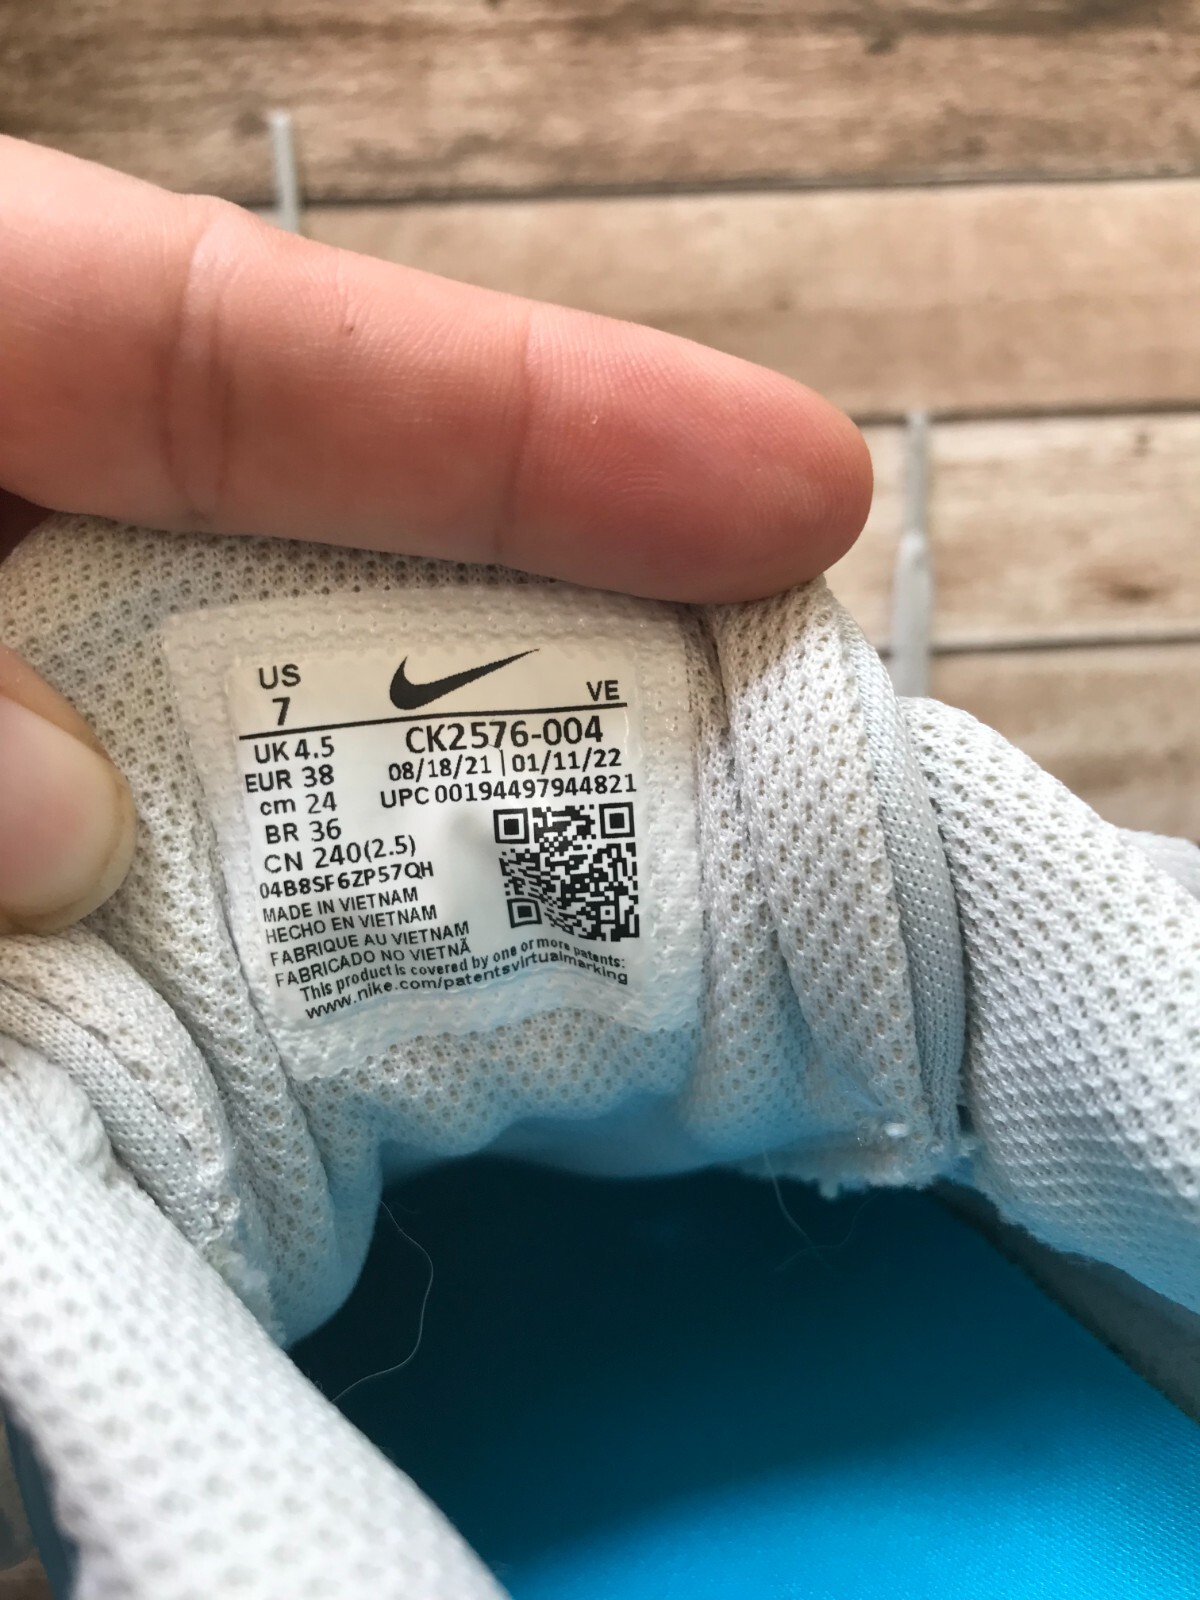 US
7
VE
UK 4.5
EUR 38
cm 24
BR 36
CN 240(2.5)
CK2576-004
08/18/21 | 01/11/22
UPC 00194497944821
04B8SF6ZP57QH
MADE IN VIETNAM
HECHO EN VIETNAM
FABRIQUE AU VIETNAM
FABRICADO NO VIETNÃ
This product is covered by one or more patents:
www.nike.com/patentsvirtualmarking